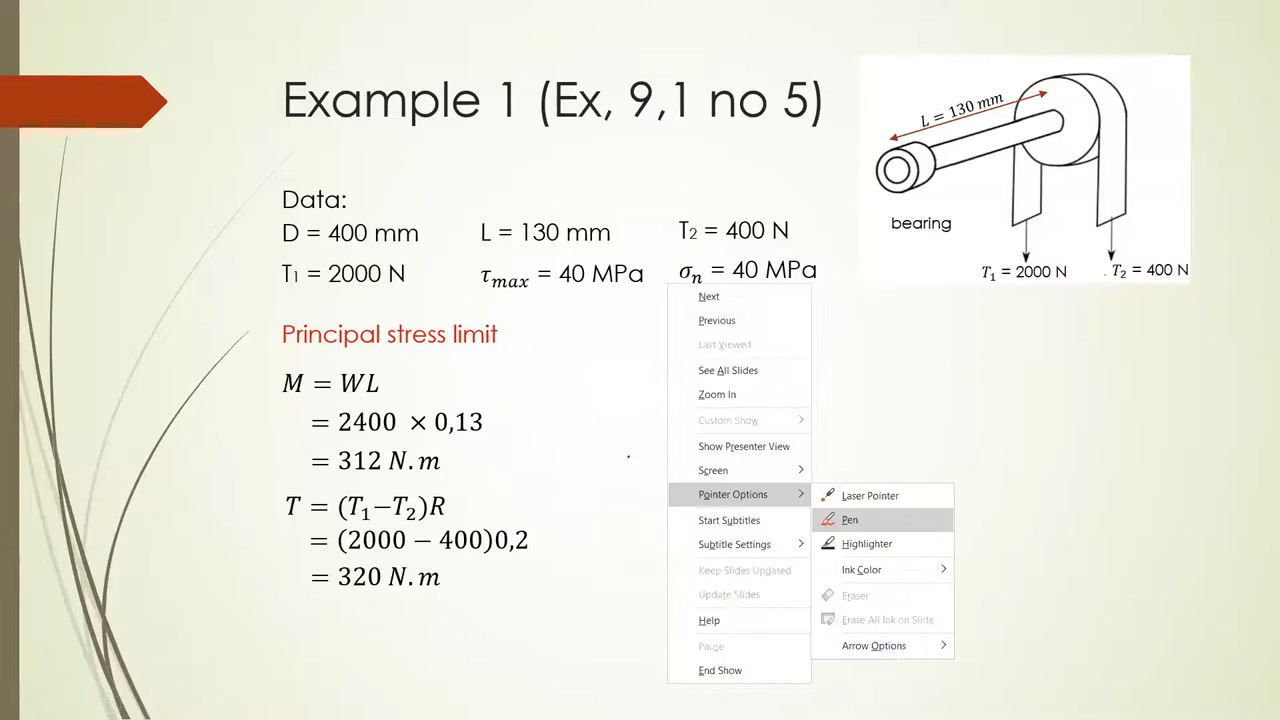 Example 1 (Ex, 9,1 no 5)
L = 130 mm
bearing
T₁ = 2000 N
. T₂ = 400 N
Data:
D = 400 mm
L = 130 mm
T₂ = 400 N
T₁ = 2000 N
τₘₐₓ = 40 MPa
σₙ = 40 MPa
Principal stress limit
M = WL
= 2400 × 0,13
= 312 N.m
T = (T₁−T₂)R
= (2000 − 400)0,2
= 320 N.m
Next
Previous
Last Viewed
See All Slides
Zoom In
Custom Show
Show Presenter View
Screen
Pointer Options
Start Subtitles
Subtitle Settings
Keep Slides Updated
Update Slides
Help
Pause
End Show
Laser Pointer
Pen
Highlighter
Ink Color
Eraser
Erase All Ink on Slide
Arrow Options